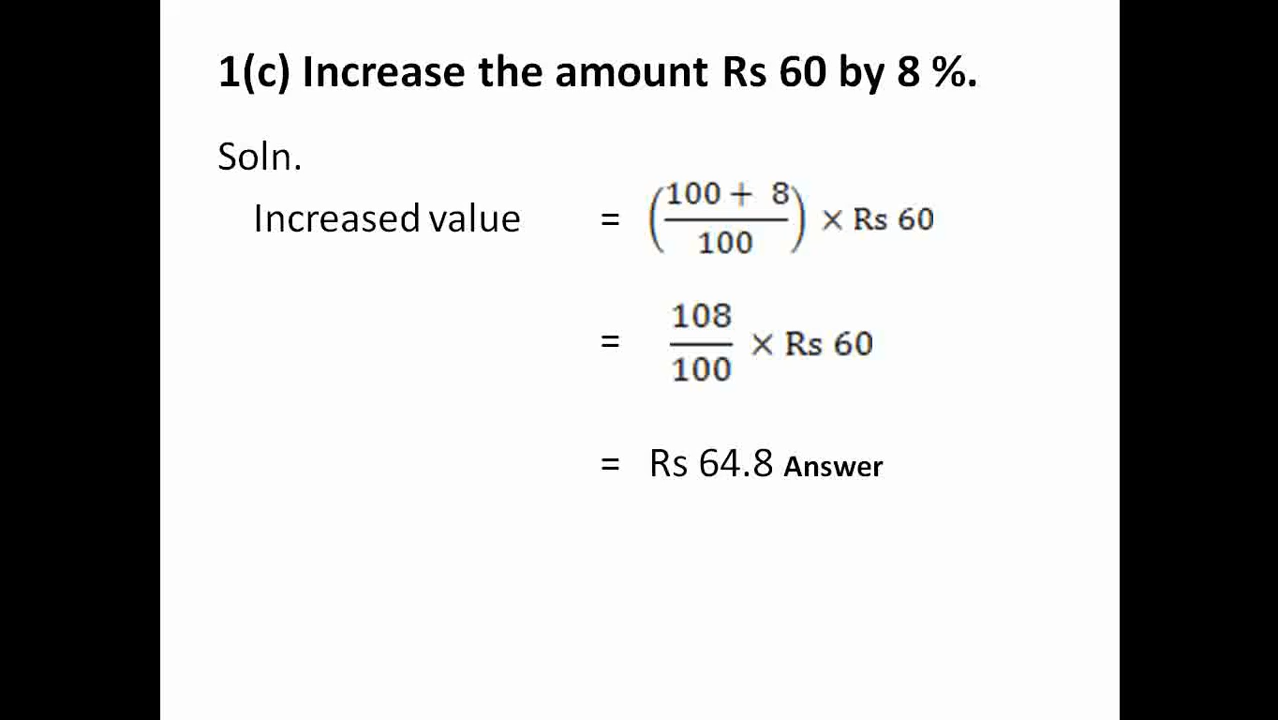 1(c) Increase the amount Rs 60 by 8 %.
Soln.
Increased value = (100 + 8 / 100) × Rs 60
= 108 / 100 × Rs 60
= Rs 64.8 Answer